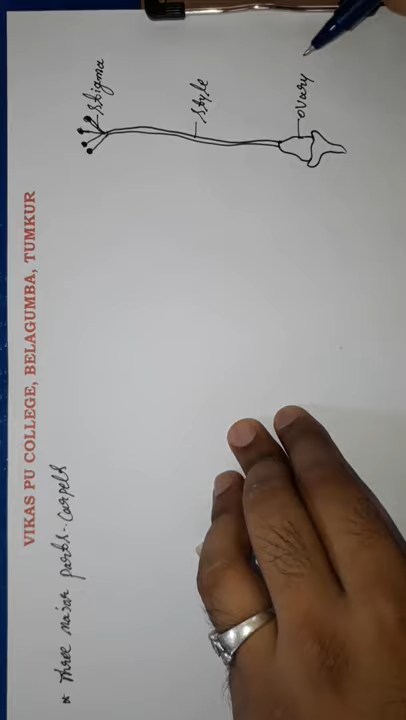 VIKAS PU COLLEGE, BELAGUMBA, TUMKUR
* Three major parts - Carpels
Stigma
Style
ovary